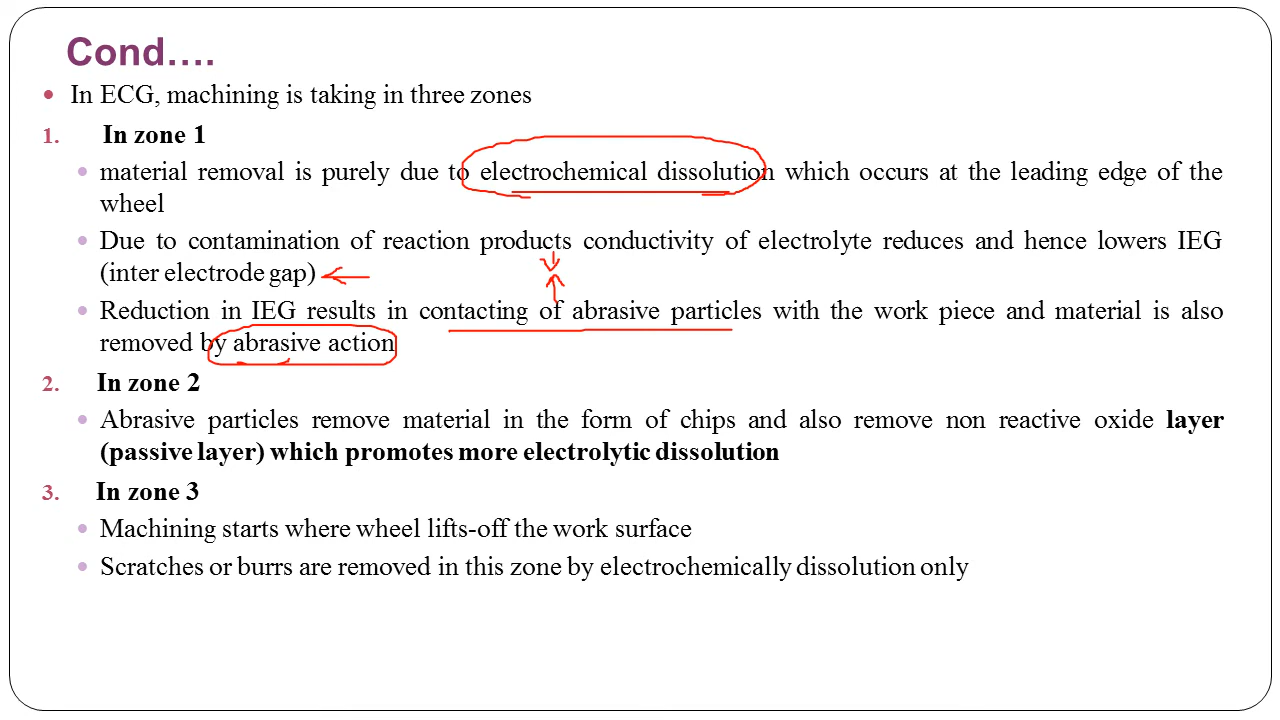 Cond….
• In ECG, machining is taking in three zones
1. In zone 1
• material removal is purely due to electrochemical dissolution which occurs at the leading edge of the
wheel
• Due to contamination of reaction products conductivity of electrolyte reduces and hence lowers IEG
(inter electrode gap)
• Reduction in IEG results in contacting of abrasive particles with the work piece and material is also
removed by abrasive action
2. In zone 2
• Abrasive particles remove material in the form of chips and also remove non reactive oxide layer
(passive layer) which promotes more electrolytic dissolution
3. In zone 3
• Machining starts where wheel lifts-off the work surface
• Scratches or burrs are removed in this zone by electrochemically dissolution only